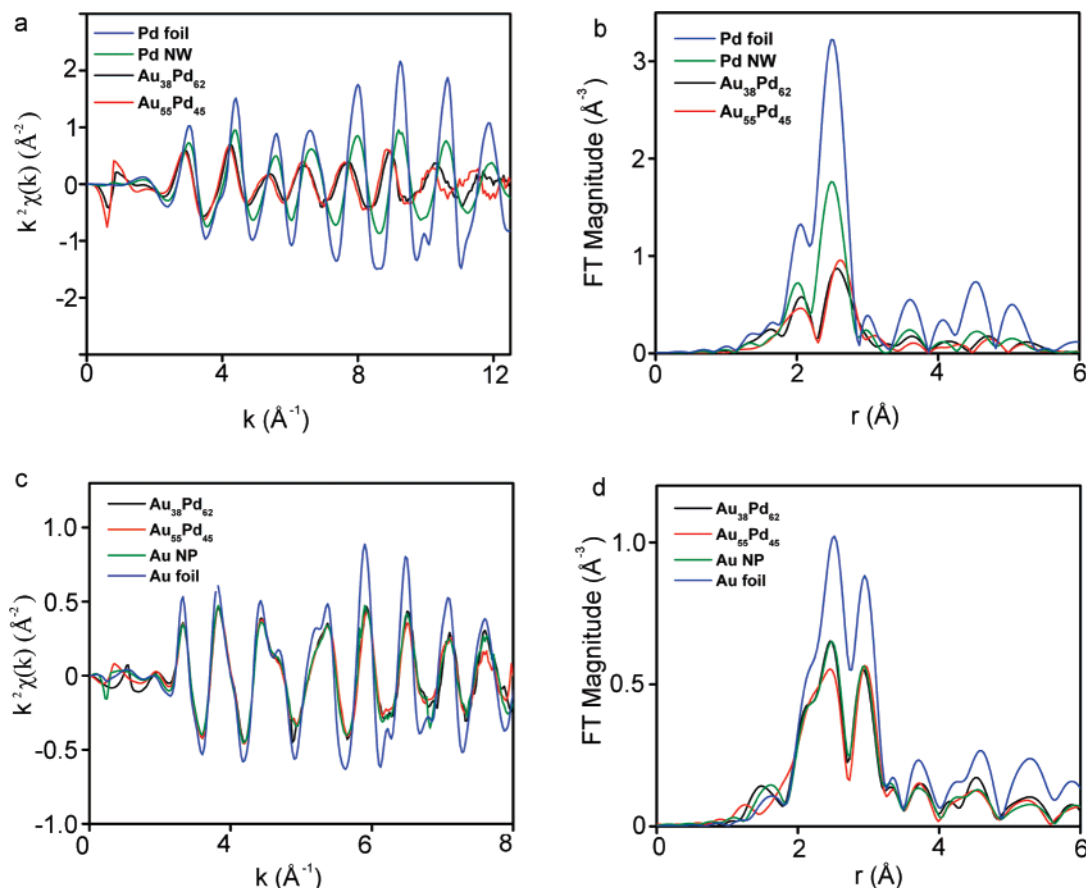 a
Pd foil
Pd NW
Au₃₈Pd₆₂
Au₅₅Pd₄₅
2
1
0
-1
-2
k² χ(k) (Å⁻²)
0
4
8
12
k (Å⁻¹)
b
Pd foil
Pd NW
Au₃₈Pd₆₂
Au₅₅Pd₄₅
3
2
1
0
FT Magnitude (Å⁻³)
0
2
4
6
r (Å)
c
Au₃₈Pd₆₂
Au₅₅Pd₄₅
Au NP
Au foil
1.0
0.5
0
-0.5
-1.0
k² χ(k) (Å⁻²)
0
4
6
8
k (Å⁻¹)
d
Au₃₈Pd₆₂
Au₅₅Pd₄₅
Au NP
Au foil
1.0
0.5
0
FT Magnitude (Å⁻³)
0
2
4
6
r (Å)